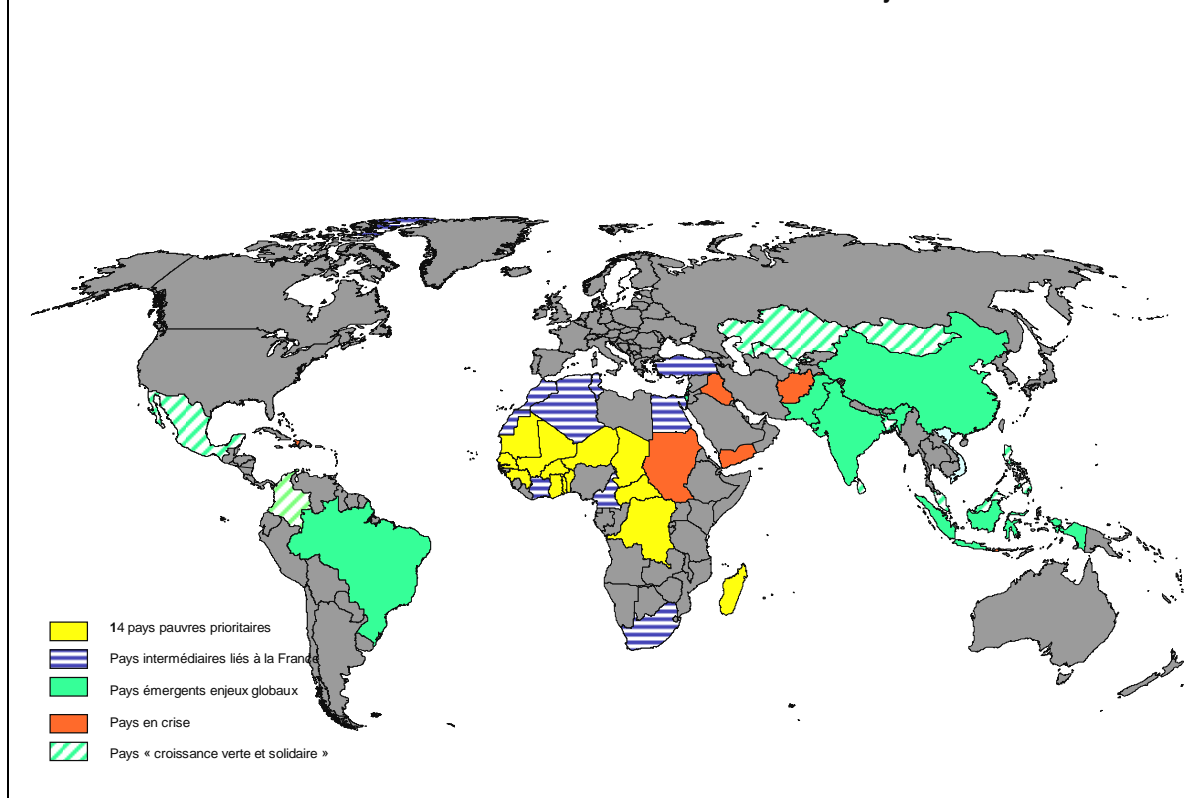 14 pays pauvres prioritaires
Pays intermédiaires liés à la France
Pays émergents enjeux globaux
Pays en crise
Pays « croissance verte et solidaire »